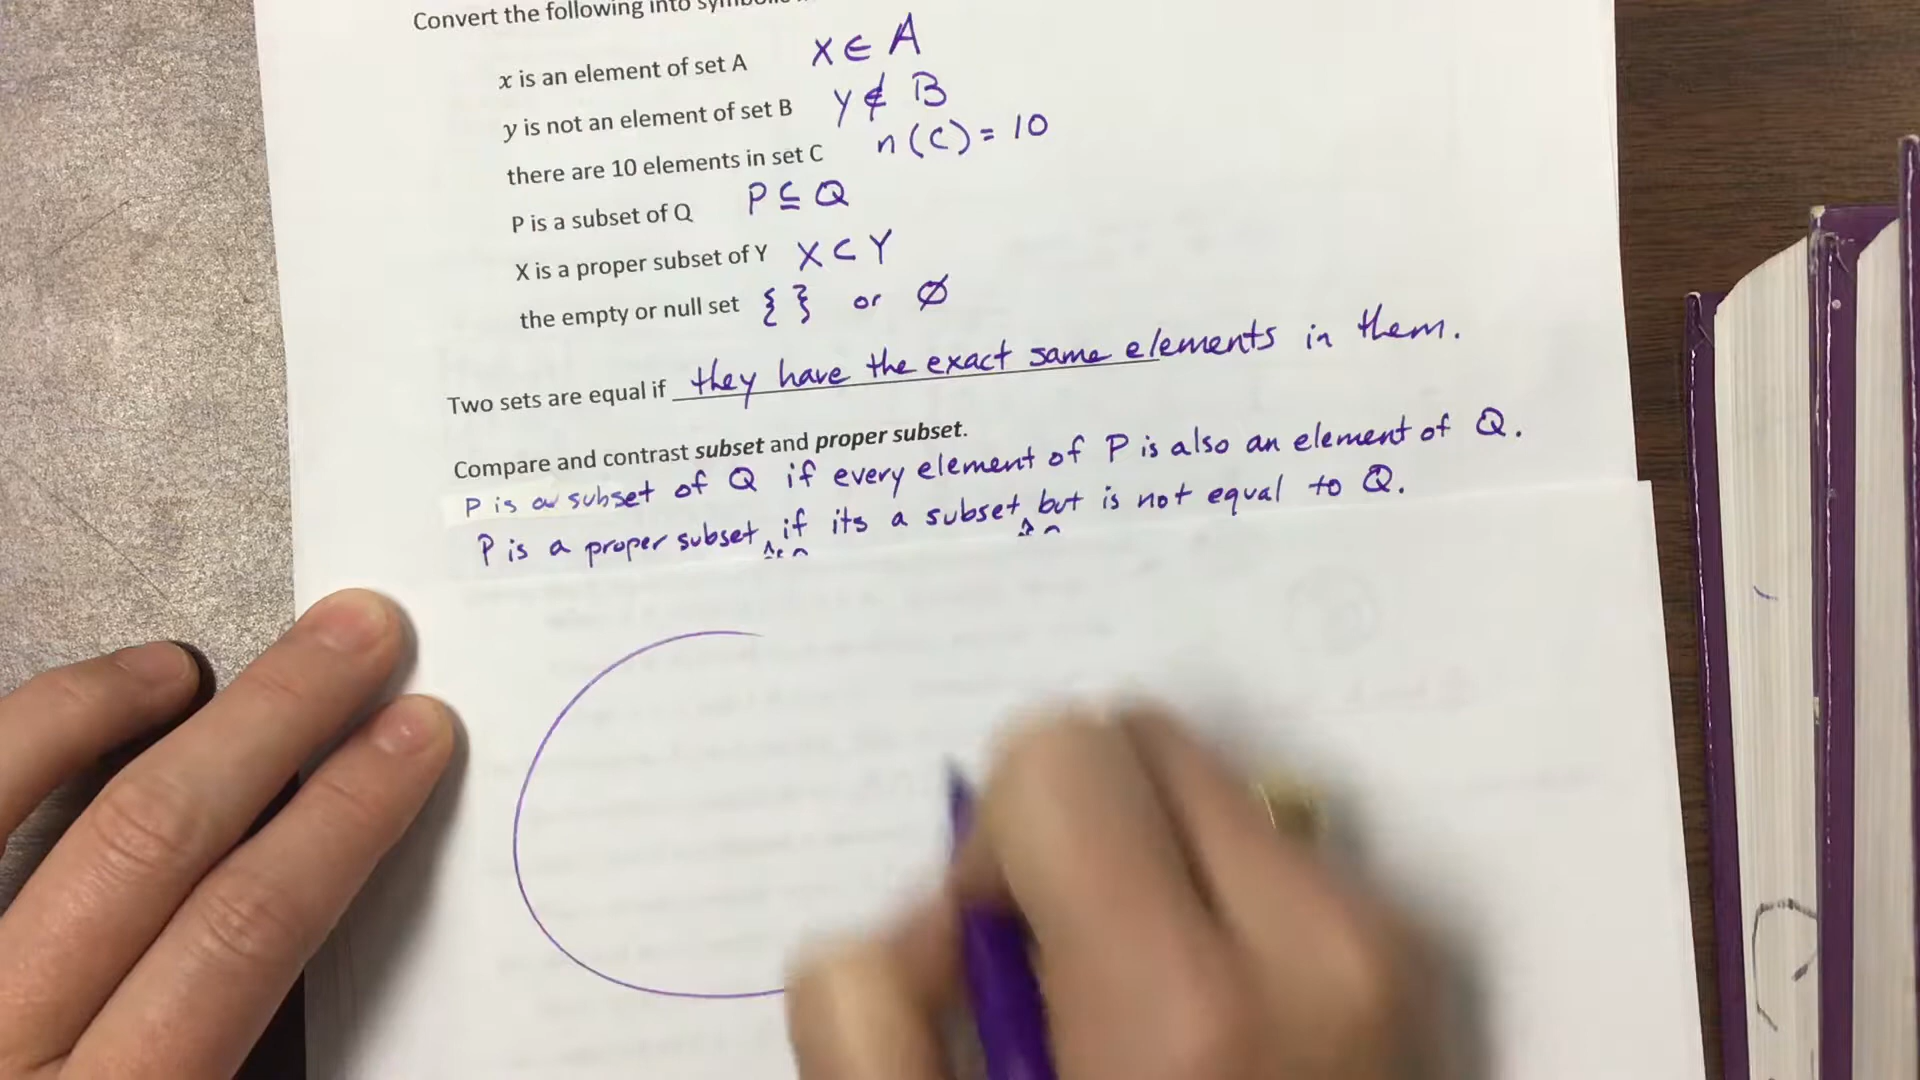 Convert the following into
x is an element of set A x ∈ A
y is not an element of set B y ∉ B
there are 10 elements in set C n(C) = 10
P is a subset of Q P ⊆ Q
X is a proper subset of Y X ⊂ Y
the empty or null set { } or ∅
Two sets are equal if they have the exact same elements in them.
Compare and contrast subset and proper subset.
P is a subset of Q if every element of P is also an element of Q.
P is a proper subset if its a subset but is not equal to Q.